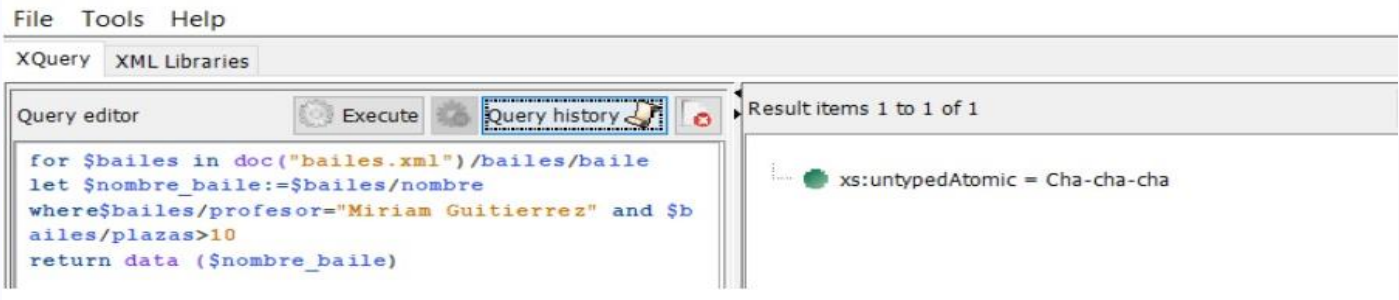 File Tools Help
XQuery XML Libraries
Query editor Execute Query history
for $bailes in doc("bailes.xml")/bailes/baile
let $nombre_baile:=$bailes/nombre
where$bailes/profesor="Miriam Guitierrez" and $b
ailes/plazas>10
return data ($nombre_baile)
Result items 1 to 1 of 1
xs:untypedAtomic = Cha-cha-cha